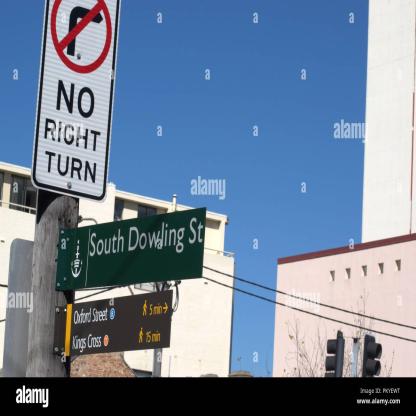 NO
RIGHT
TURN
South Dowling St
Oxford Street 5 min
Kings Cross 15 min
alamy
alamy
alamy
alamy
alamy
Image ID: PKYEWT
www.alamy.com